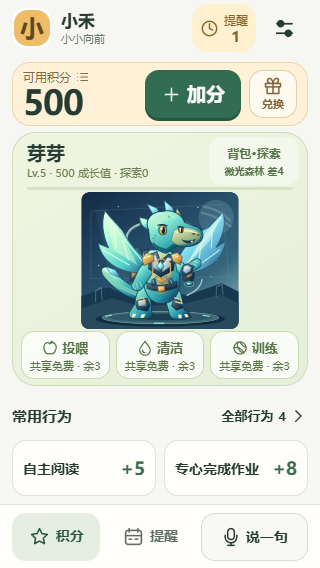 小
小禾
小小向前
提醒
1
可用积分
500
加分
兑换
芽芽
Lv.5 · 500 成长值 · 探索0
背包·探索
微光森林 差4
投喂
共享免费 · 余3
清洁
共享免费 · 余3
训练
共享免费 · 余3
常用行为
全部行为 4
自主阅读 +5
专心完成作业 +8
积分
提醒
说一句